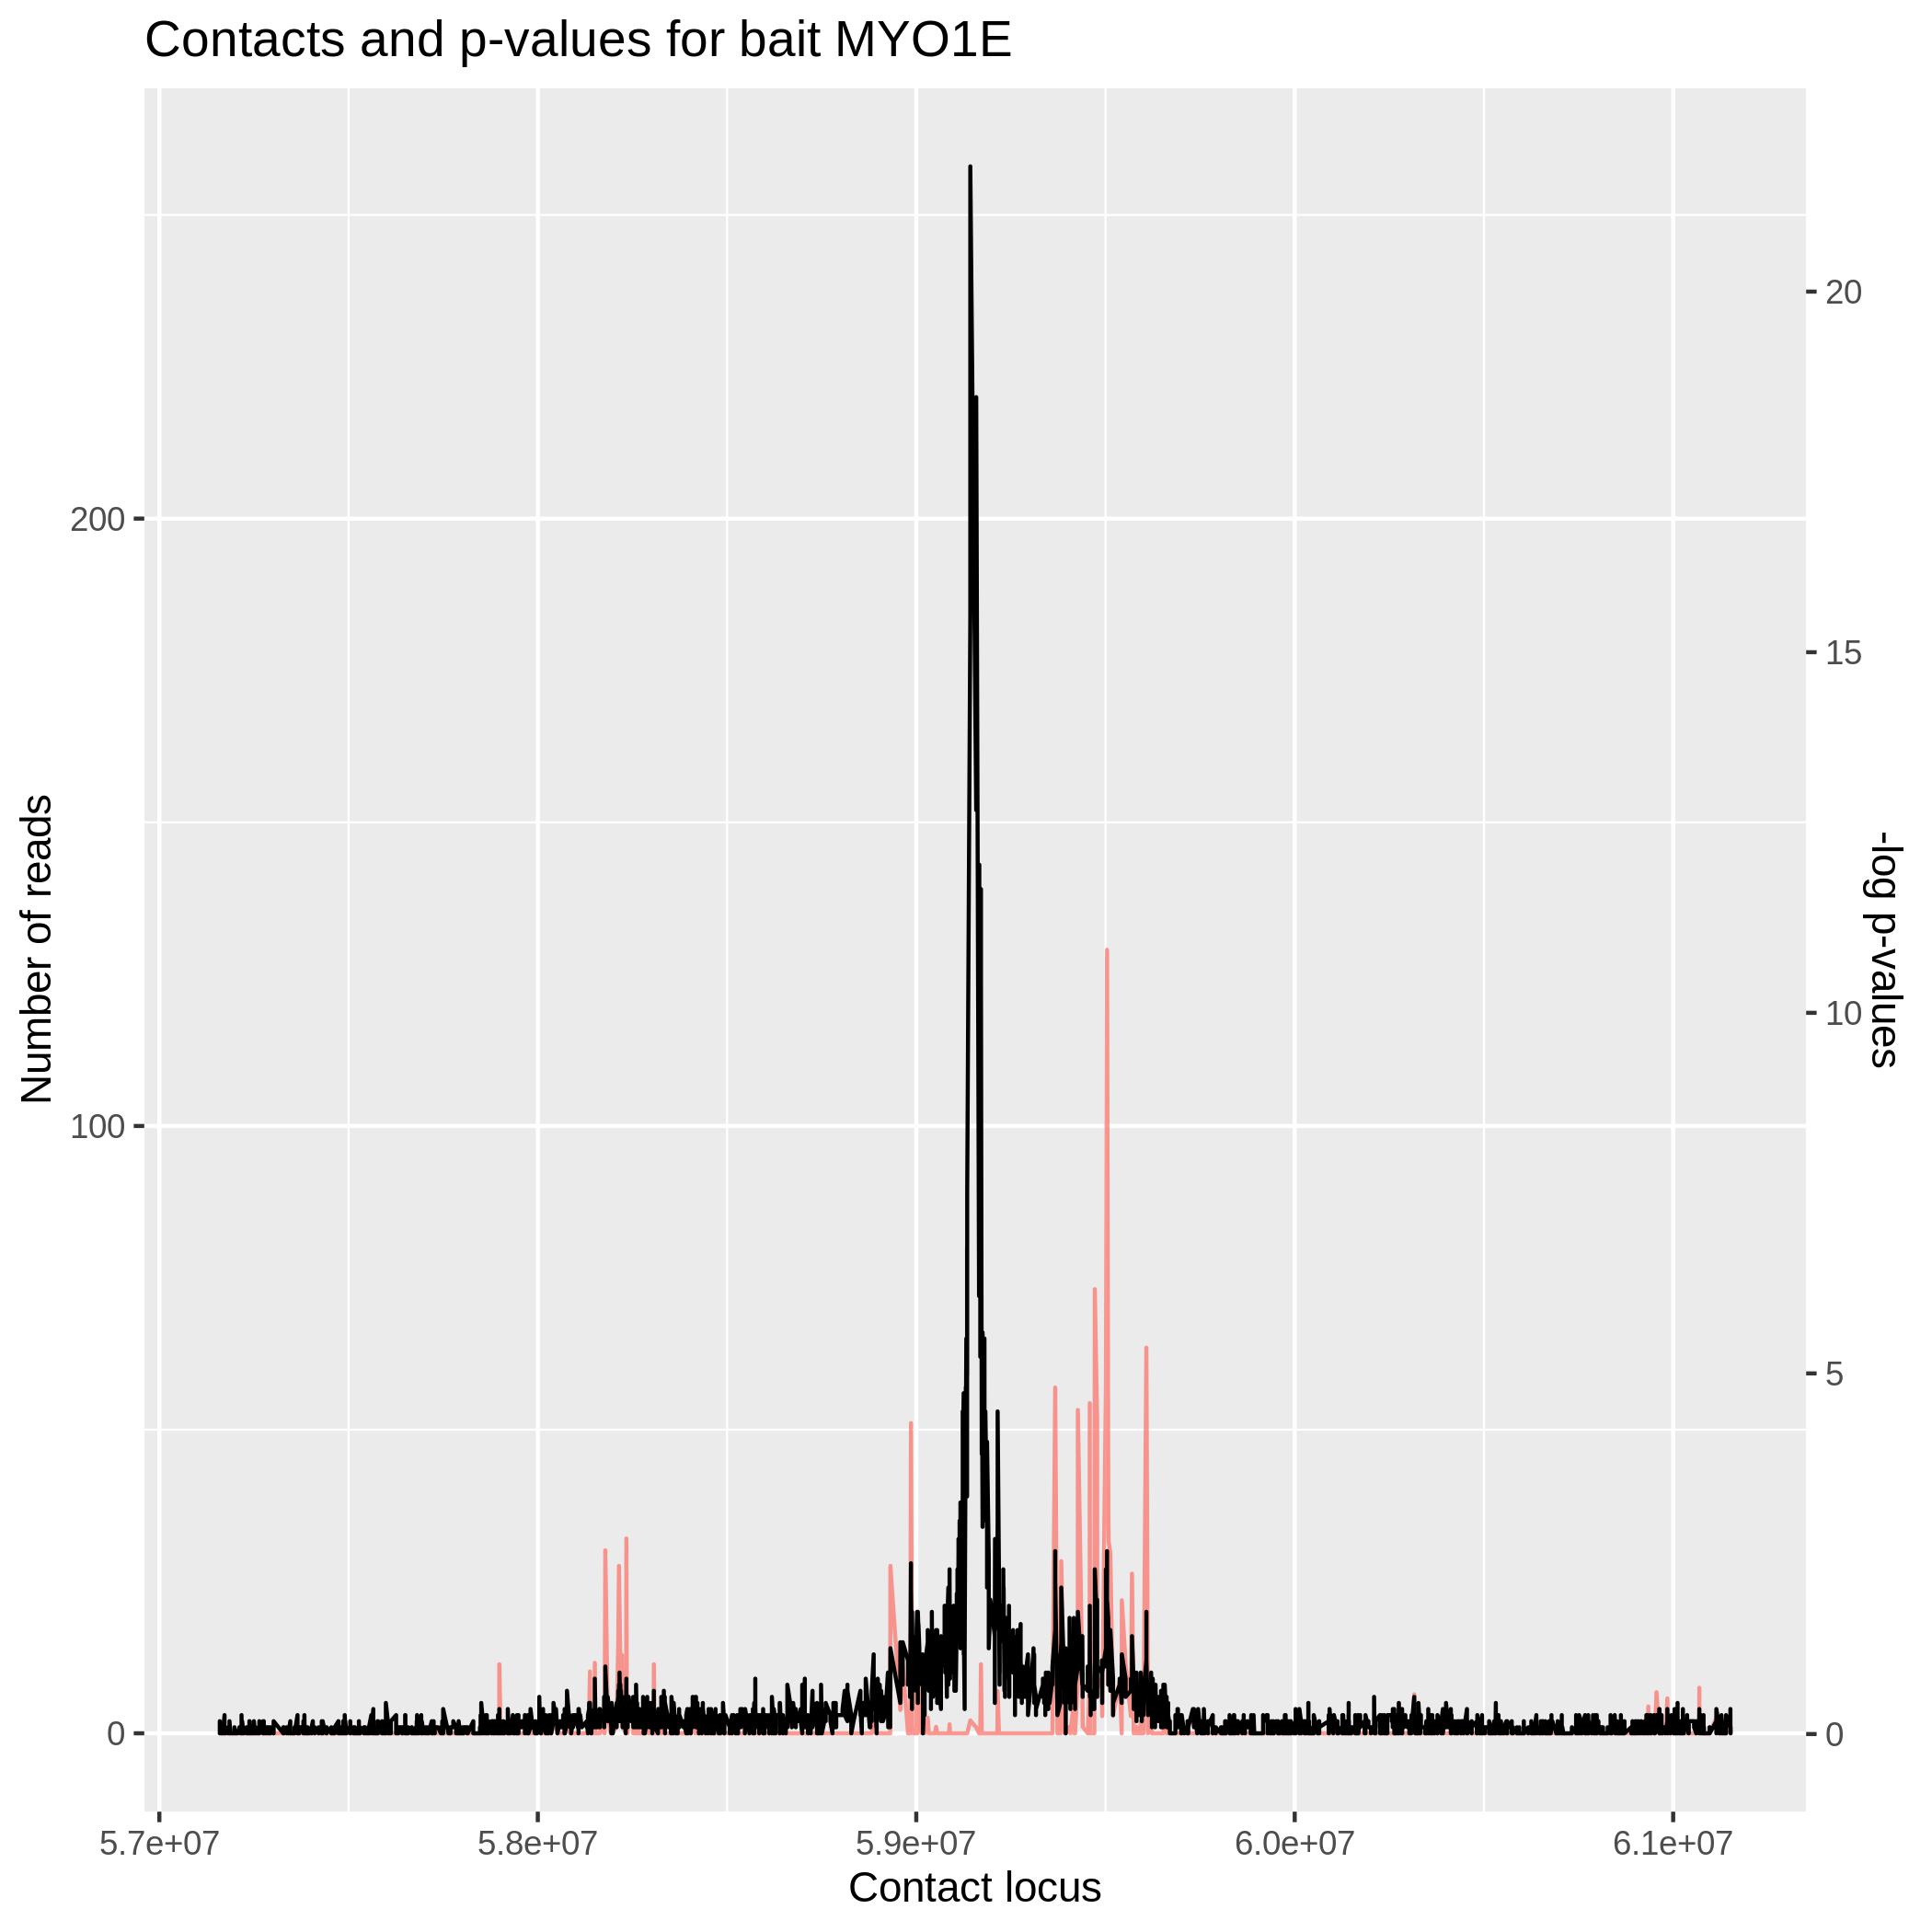 Contacts and p-values for bait MYO1E
Number of reads
200
100
0
20
15
10
5
0
-log p-values
5.7e+07
5.8e+07
5.9e+07
6.0e+07
6.1e+07
Contact locus